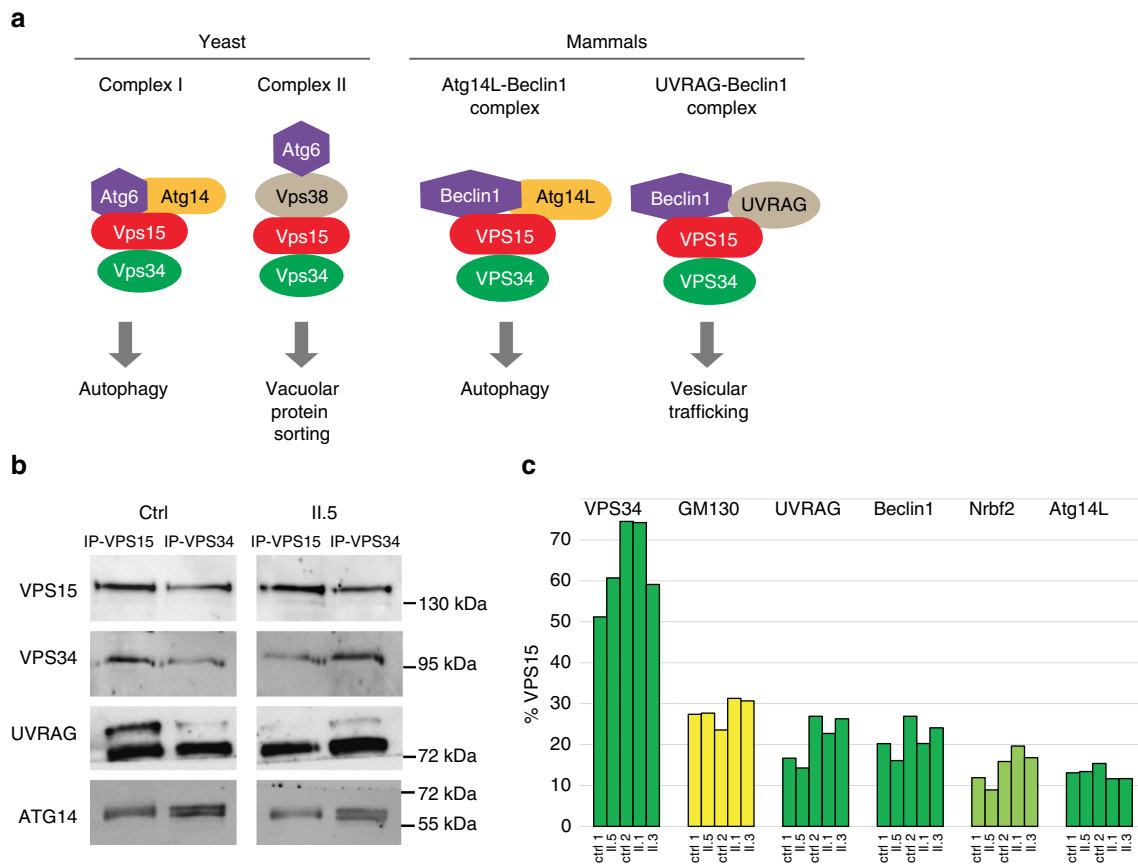 a
Yeast
Mammals
Complex I
Complex II
Atg14L-Beclin1
complex
UVRAG-Beclin1
complex
Atg6
Atg14
Vps15
Vps34
Atg6
Vps38
Vps15
Vps34
Beclin1
Atg14L
VPS15
VPS34
Beclin1
UVRAG
VPS15
VPS34
Autophagy
Vacuolar
protein
sorting
Autophagy
Vesicular
trafficking
b
Ctrl
II.5
IP-VPS15 IP-VPS34
IP-VPS15 IP-VPS34
VPS15
130 kDa
VPS34
95 kDa
UVRAG
72 kDa
ATG14
72 kDa
55 kDa
c
VPS34 GM130 UVRAG Beclin1 Nrbf2 Atg14L
% VPS15
70
60
50
40
30
20
10
0
ctrl 1 II.5 ctrl 2 II.1 II.3
ctrl 1 II.5 ctrl 2 II.1 II.3
ctrl 1 II.5 ctrl 2 II.1 II.3
ctrl 1 II.5 ctrl 2 II.1 II.3
ctrl 1 II.5 ctrl 2 II.1 II.3
ctrl 1 II.5 ctrl 2 II.1 II.3